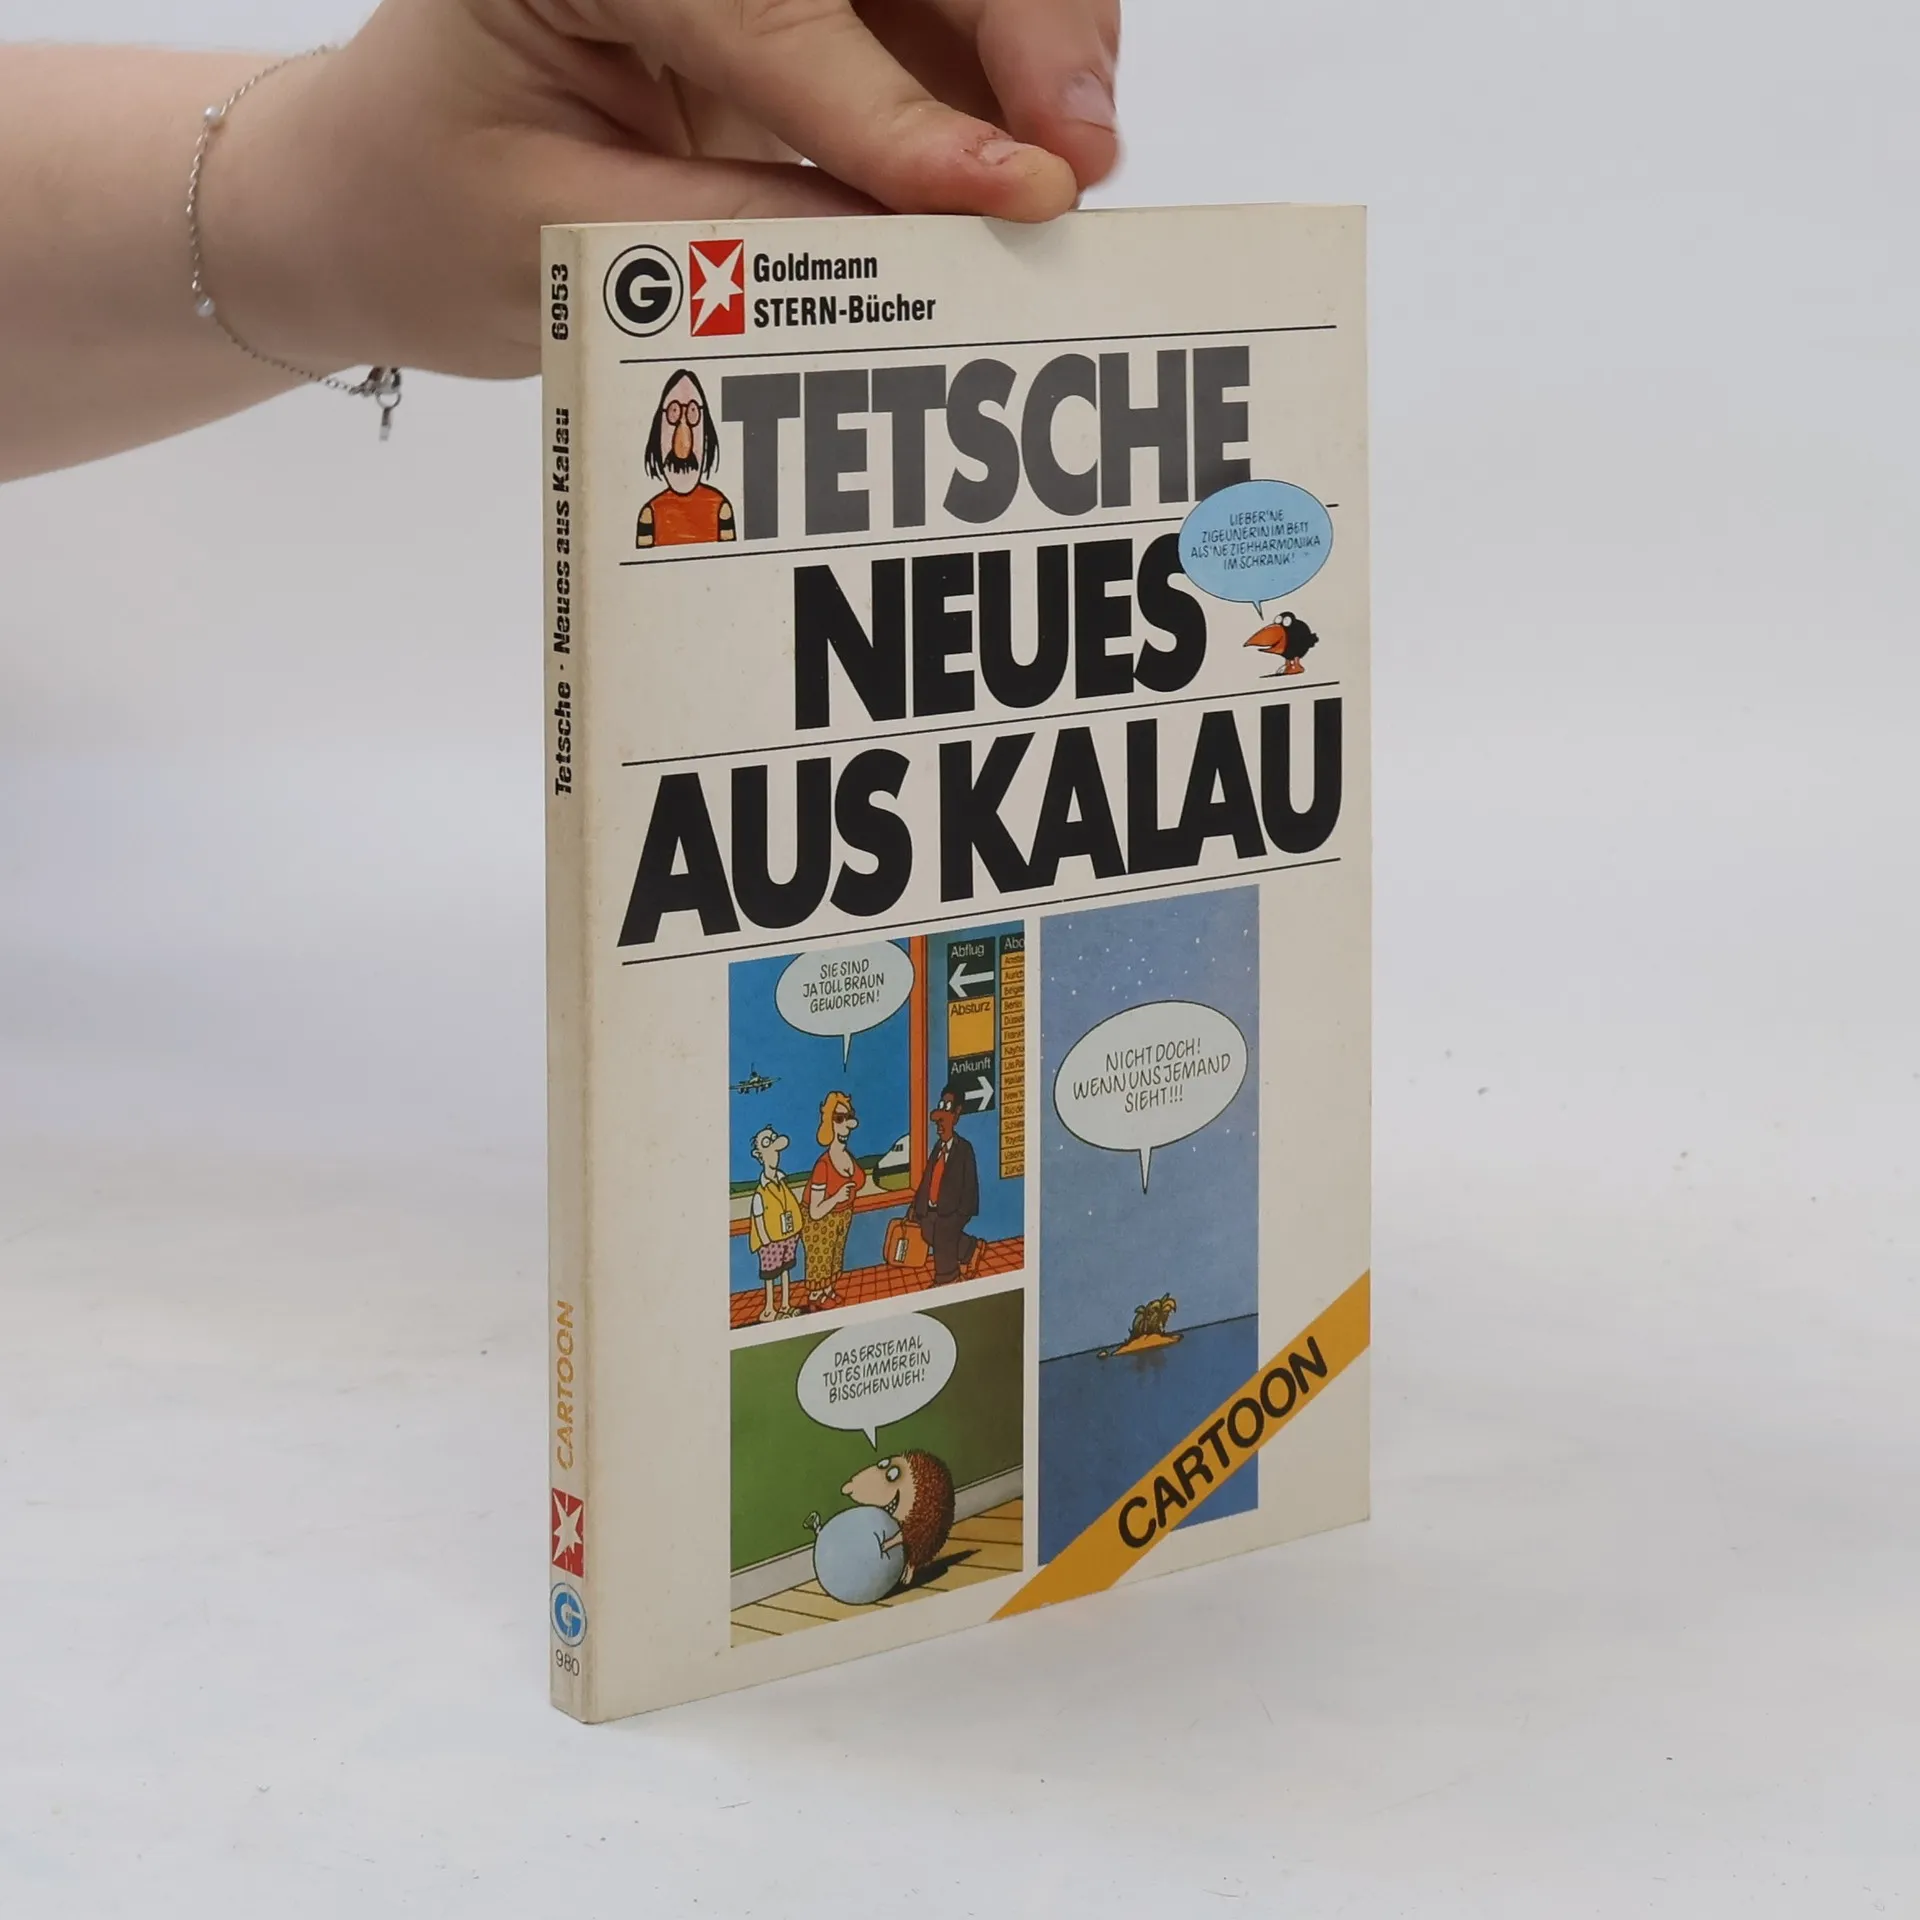 Goldmann
STERN-Bücher
TETSCHE
LIEBER'NE
ZIGEUNERIN IM BETT
ALS'NE ZIEHHARMONIKA
IM SCHRANK!
NEUES
AUS KALAU
SIE SIND
JA TOLL BRAUN
GEWORDEN!
Abflug
Absturz
Ankunft
NICHT DOCH!
WENN UNS JEMAND
SIEHT!!!
DAS ERSTE MAL
TUT ES IMMER EIN
BISSCHEN WEH!
CARTOON
6953
Tetsche · Neues aus Kalau
CARTOON
G
980
G